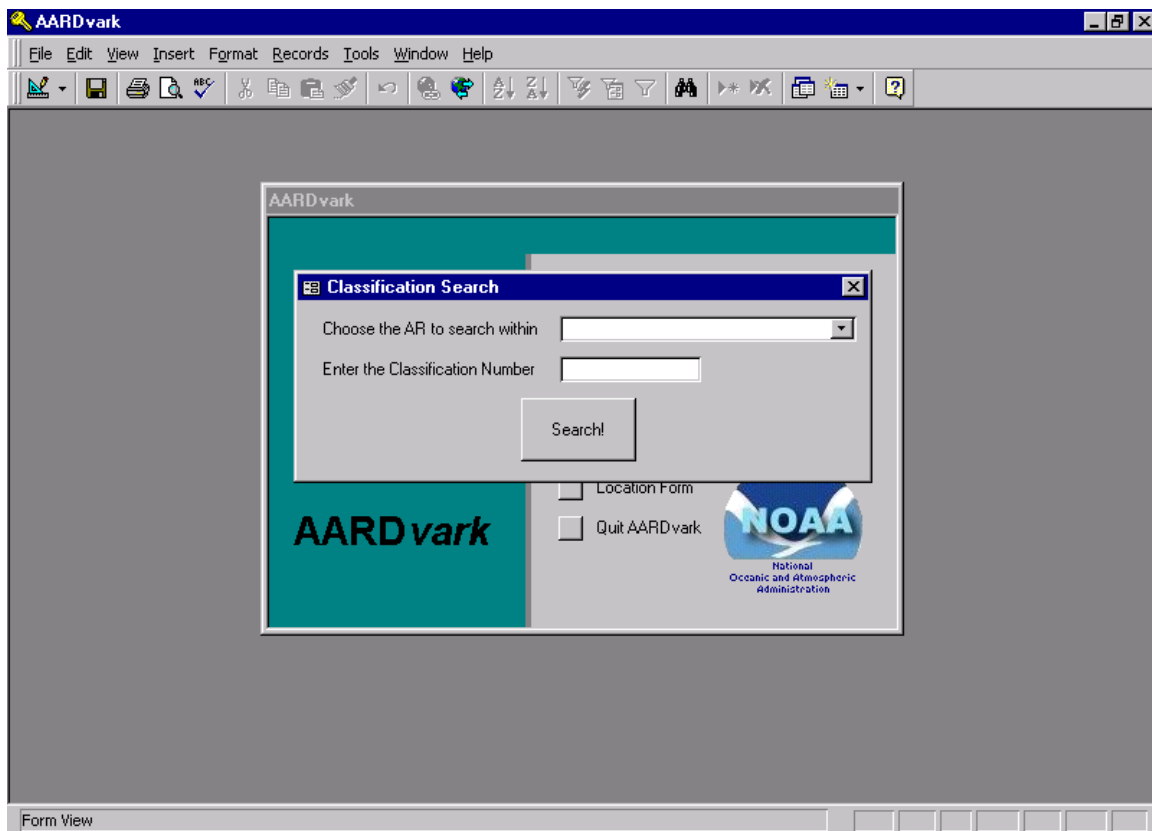 AARDvark
File Edit View Insert Format Records Tools Window Help
ABC
AARDvark
Classification Search
Choose the AR to search within
Enter the Classification Number
Search!
Location Form
AARDvark
Quit AARDvark
NOAA
National
Oceanic and Atmospheric
Administration
Form View